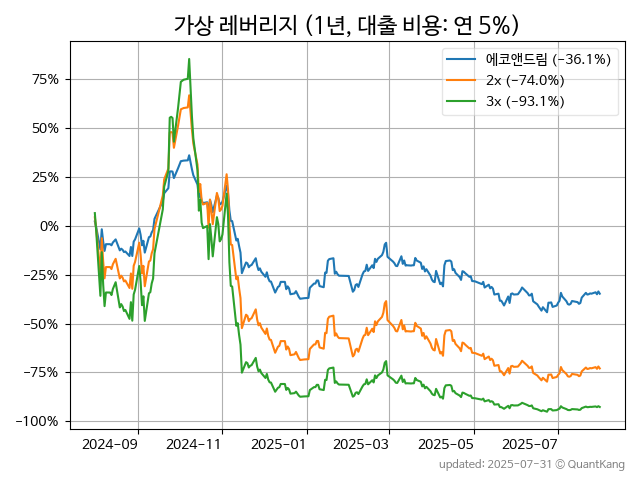 가상 레버리지 (1년, 대출 비용: 연 5%)
에코앤드림 (−36.1%)
2x (−74.0%)
3x (−93.1%)
75%
50%
25%
0%
−25%
−50%
−75%
−100%
2024-09 2024-11 2025-01 2025-03 2025-05 2025-07
updated: 2025-07-31 © QuantKang